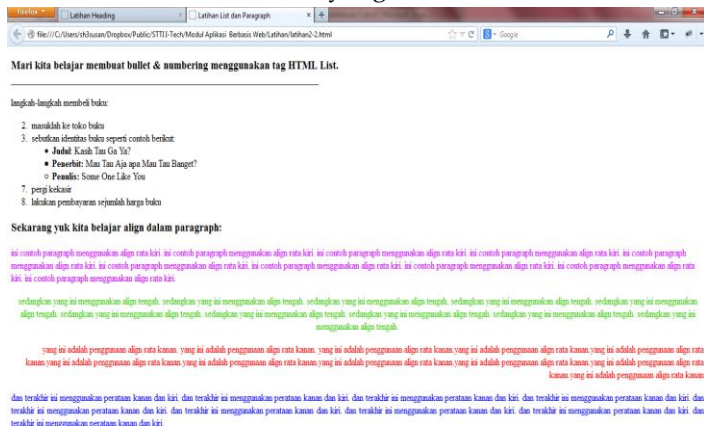 Firefox
Latihan Heading
Latihan List dan Paragraph
file:///C:/Users/sh3susan/Dropbox/Public/STTIJ-Tech/Modul Aplikasi Berbasis Web/Latihan/latihan2-2.html
Google
Mari kita belajar membuat bullet & numbering menggunakan tag HTML List.
langkah-langkah membeli buku:
2. masuklah ke toko buku
3. sebutkan identitas buku seperti contoh berikut:
Judul: Kasih Tau Ga Ya?
Penerbit: Mau Tau Aja apa Mau Tau Banget?
Penulis: Some One Like You
7. pergi kekasir
8. lakukan pembayaran sejumlah harga buku
Sekarang yuk kita belajar align dalam paragraph:
ini contoh paragraph menggunakan align rata kiri. ini contoh paragraph menggunakan align rata kiri. ini contoh paragraph menggunakan align rata kiri. ini contoh paragraph menggunakan align rata kiri. ini contoh paragraph
menggunakan align rata kiri. ini contoh paragraph menggunakan align rata kiri. ini contoh paragraph menggunakan align rata kiri. ini contoh paragraph menggunakan align rata kiri. ini contoh paragraph menggunakan align rata
kiri. ini contoh paragraph menggunakan align rata kiri.
sedangkan yang ini menggunakan align tengah. sedangkan yang ini menggunakan align tengah. sedangkan yang ini menggunakan align tengah. sedangkan yang ini menggunakan align tengah. sedangkan yang ini menggunakan
align tengah. sedangkan yang ini menggunakan align tengah. sedangkan yang ini menggunakan align tengah. sedangkan yang ini menggunakan align tengah. sedangkan yang ini menggunakan align tengah. sedangkan yang ini
menggunakan align tengah.
yang ini adalah penggunaan align rata kanan. yang ini adalah penggunaan align rata kanan. yang ini adalah penggunaan align rata kanan.yang ini adalah penggunaan align rata kanan.yang ini adalah penggunaan align rata
kanan.yang ini adalah penggunaan align rata kanan.yang ini adalah penggunaan align rata kanan.yang ini adalah penggunaan align rata kanan.yang ini adalah penggunaan align rata kanan.yang ini adalah penggunaan align rata
kanan.yang ini adalah penggunaan align rata kanan
dan terakhir ini menggunakan perataan kanan dan kiri. dan terakhir ini menggunakan perataan kanan dan kiri. dan terakhir ini menggunakan perataan kanan dan kiri. dan terakhir ini menggunakan perataan kanan dan kiri. dan
terakhir ini menggunakan perataan kanan dan kiri. dan terakhir ini menggunakan perataan kanan dan kiri. dan terakhir ini menggunakan perataan kanan dan kiri. dan terakhir ini menggunakan perataan kanan dan kiri. dan
terakhir ini menggunakan perataan kanan dan kiri.